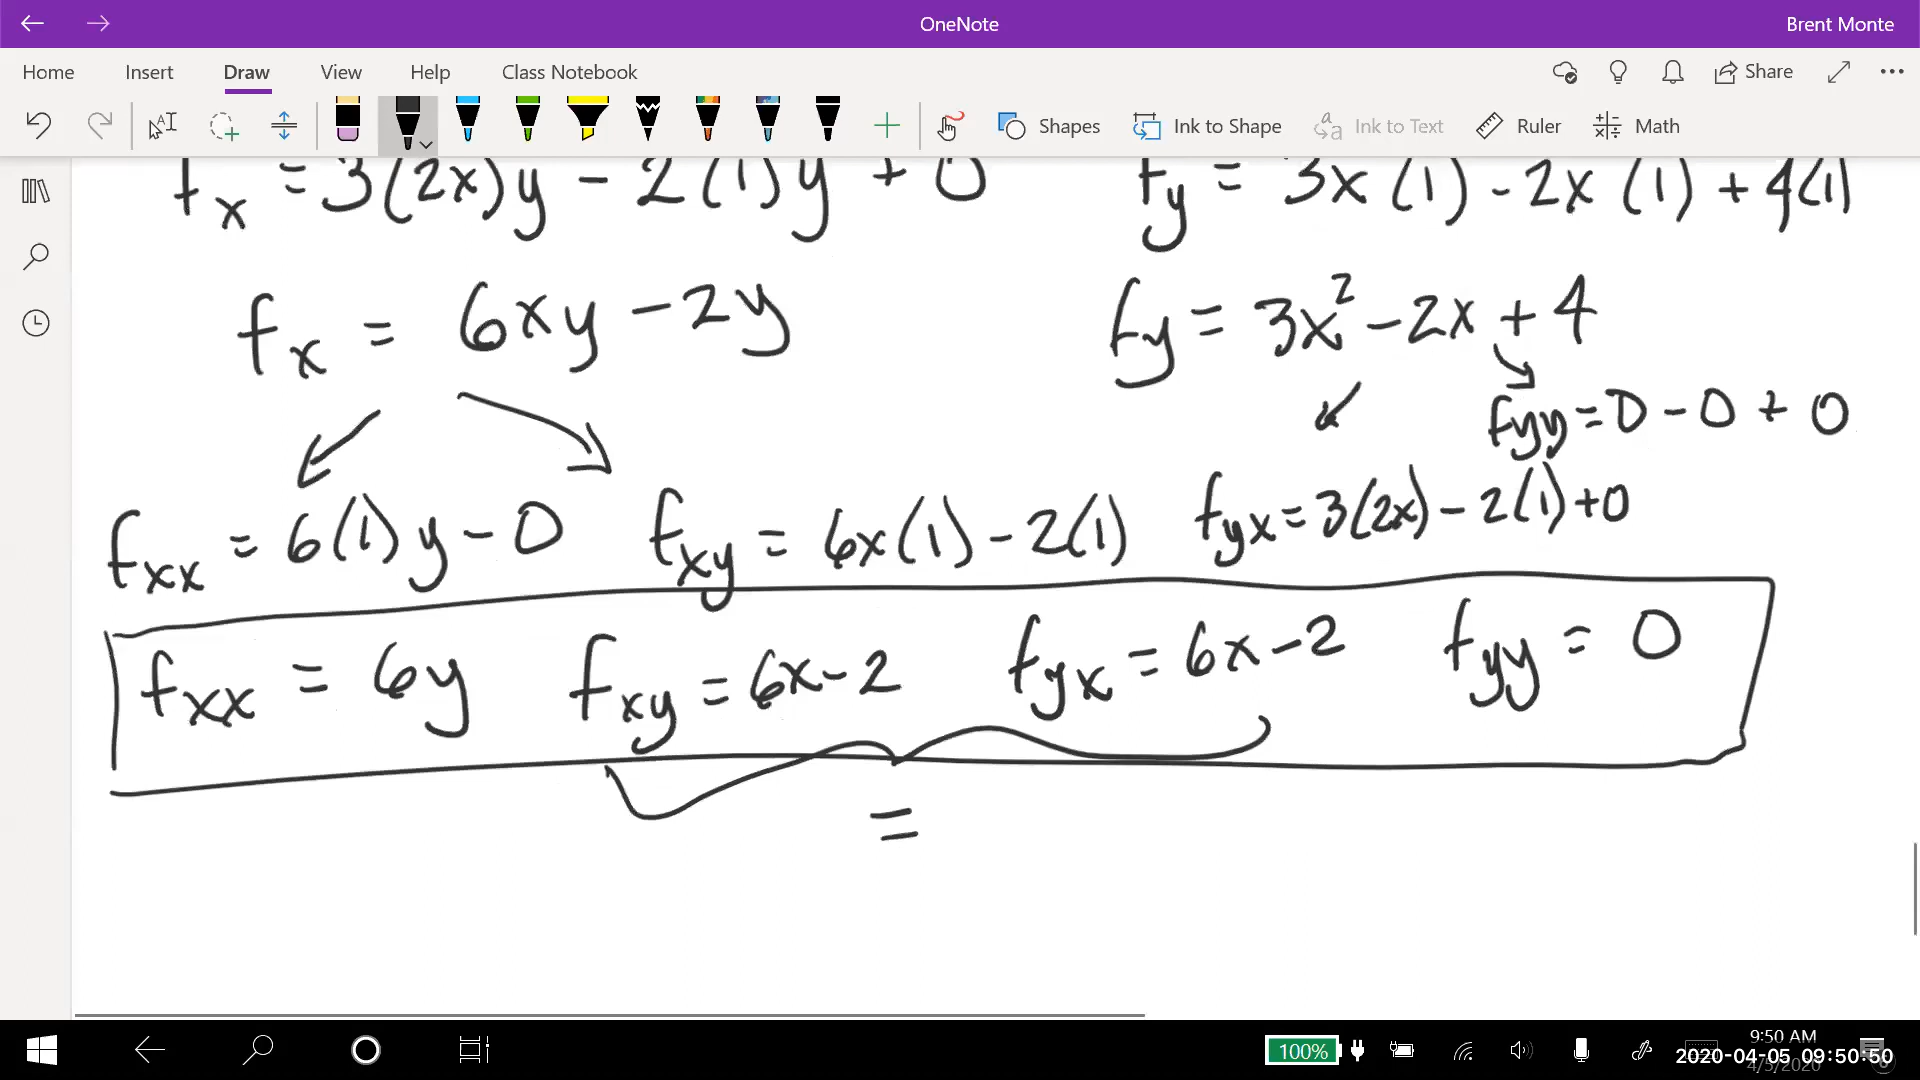 OneNote
Brent Monte
Home Insert Draw View Help Class Notebook Share
Shapes Ink to Shape Ink to Text Ruler Math
fx = 3(2x)y - 2(1)y + 0
fy = 3x(1) - 2x(1) + 4(1)
fx = 6xy - 2y
fy = 3x² - 2x + 4
fyy = 0 - 0 + 0
fxx = 6(1)y - 0 fxy = 6x(1) - 2(1) fyx = 3(2x) - 2(1) + 0
fxx = 6y fxy = 6x - 2 fyx = 6x - 2 fyy = 0
=
100%
9:50 AM
2020-04-05 09:50:50
4/5/2020